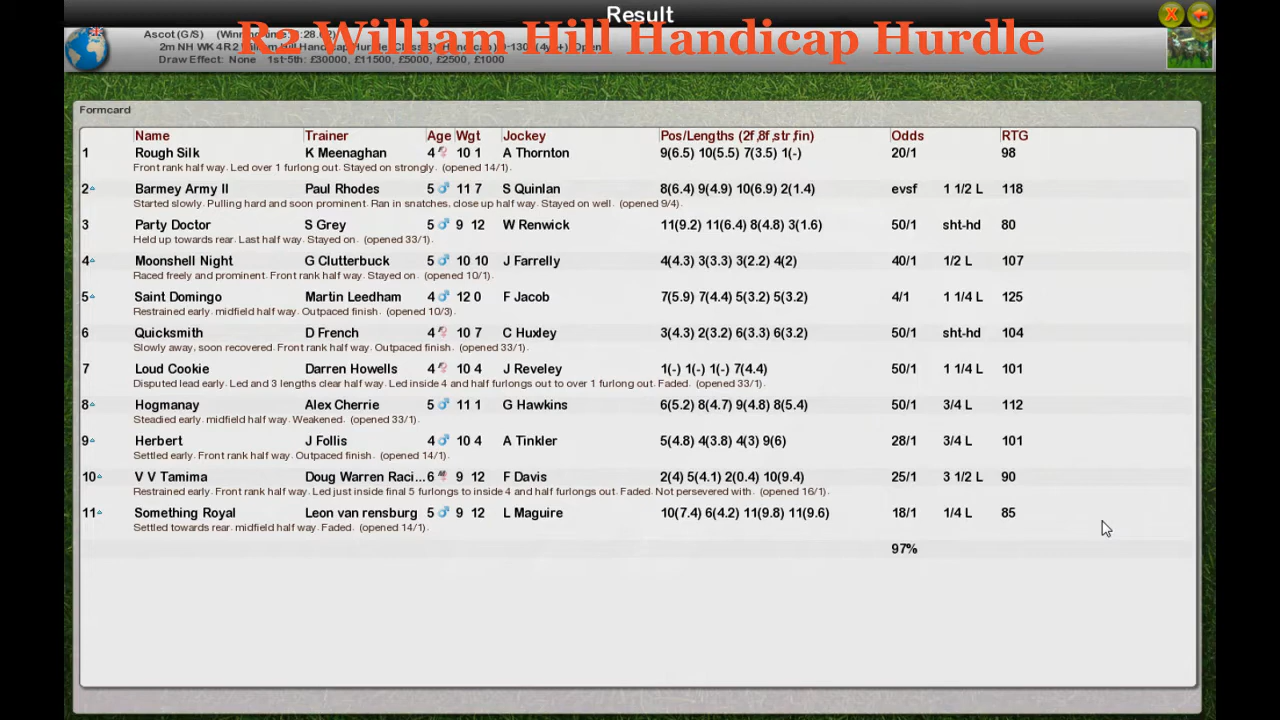 Result
R2 William Hill Handicap Hurdle
Ascot (G/S) (Winning time
2m NH WK 4 R2 William Hill Handicap Hurdle (Class 3) (Handicap) 0-130 (4y+) Open
Draw Effect: None 1st-5th: £30000, £11500, £5000, £2500, £1000
Formcard
Name Trainer Age Wgt Jockey Pos/Lengths (2f,8f,str,fin) Odds RTG
1 Rough Silk K Meenaghan 4 10 1 A Thornton 9(6.5) 10(5.5) 7(3.5) 1(-) 20/1 98
Front rank half way. Led over 1 furlong out. Stayed on strongly. (opened 14/1).
2 Barmey Army II Paul Rhodes 5 11 7 S Quinlan 8(6.4) 9(4.9) 10(6.9) 2(1.4) evsf 1 1/2 L 118
Started slowly. Pulling hard and soon prominent. Ran in snatches, close up half way. Stayed on well. (opened 9/4).
3 Party Doctor S Grey 5 9 12 W Renwick 11(9.2) 11(6.4) 8(4.8) 3(1.6) 50/1 sht-hd 80
Held up towards rear. Last half way. Stayed on. (opened 33/1).
4 Moonshell Night G Clutterbuck 5 10 10 J Farrelly 4(4.3) 3(3.3) 3(2.2) 4(2) 40/1 1/2 L 107
Raced freely and prominent. Front rank half way. Stayed on. (opened 10/1).
5 Saint Domingo Martin Leedham 4 12 0 F Jacob 7(5.9) 7(4.4) 5(3.2) 5(3.2) 4/1 1 1/4 L 125
Restrained early. midfield half way. Outpaced finish. (opened 10/3).
6 Quicksmith D French 4 10 7 C Huxley 3(4.3) 2(3.2) 6(3.3) 6(3.2) 50/1 sht-hd 104
Slowly away, soon recovered. Front rank half way. Outpaced finish. (opened 33/1).
7 Loud Cookie Darren Howells 4 10 4 J Reveley 1(-) 1(-) 1(-) 7(4.4) 50/1 1 1/4 L 101
Disputed lead early. Led and 3 lengths clear half way. Led inside 4 and half furlongs out to over 1 furlong out. Faded. (opened 33/1).
8 Hogmanay Alex Cherrie 5 11 1 G Hawkins 6(5.2) 8(4.7) 9(4.8) 8(5.4) 50/1 3/4 L 112
Steadied early. midfield half way. Weakened. (opened 33/1).
9 Herbert J Follis 4 10 4 A Tinkler 5(4.8) 4(3.8) 4(3) 9(6) 28/1 3/4 L 101
Settled early. Front rank half way. Outpaced finish. (opened 14/1).
10 V V Tamima Doug Warren Raci... 6 9 12 F Davis 2(4) 5(4.1) 2(0.4) 10(9.4) 25/1 3 1/2 L 90
Restrained early. Front rank half way. Led just inside final 5 furlongs to inside 4 and half furlongs out. Faded. Not persevered with. (opened 16/1).
11 Something Royal Leon van rensburg 5 9 12 L Maguire 10(7.4) 6(4.2) 11(9.8) 11(9.6) 18/1 1/4 L 85
Settled towards rear. midfield half way. Faded. (opened 14/1).
97%